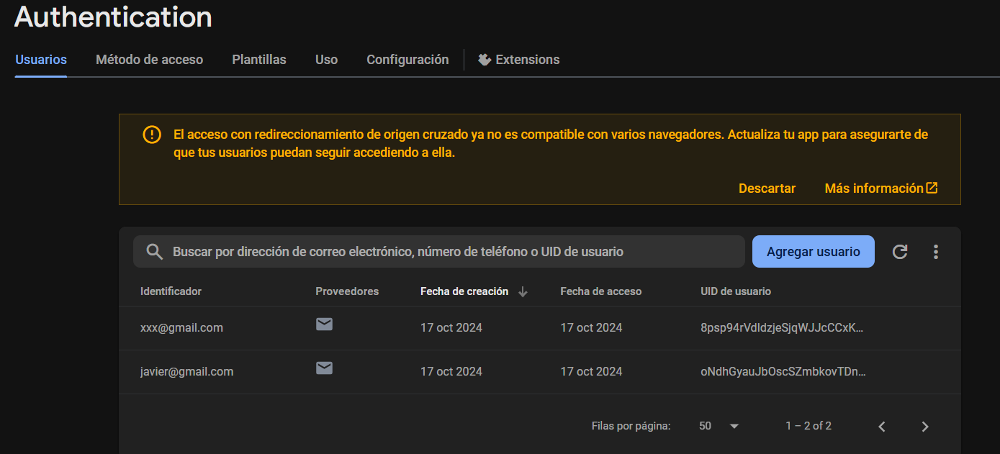 Authentication
Usuarios Método de acceso Plantillas Uso Configuración Extensions
El acceso con redireccionamiento de origen cruzado ya no es compatible con varios navegadores. Actualiza tu app para asegurarte de
que tus usuarios puedan seguir accediendo a ella.
Descartar Más información
Buscar por dirección de correo electrónico, número de teléfono o UID de usuario Agregar usuario
Identificador Proveedores Fecha de creación Fecha de acceso UID de usuario
xxx@gmail.com 17 oct 2024 17 oct 2024 8psp94rVdIdzjeSjqWJJcCCxK...
javier@gmail.com 17 oct 2024 17 oct 2024 oNdhGyauJbOscSZmbkovTDn...
Filas por página: 50 1 – 2 of 2